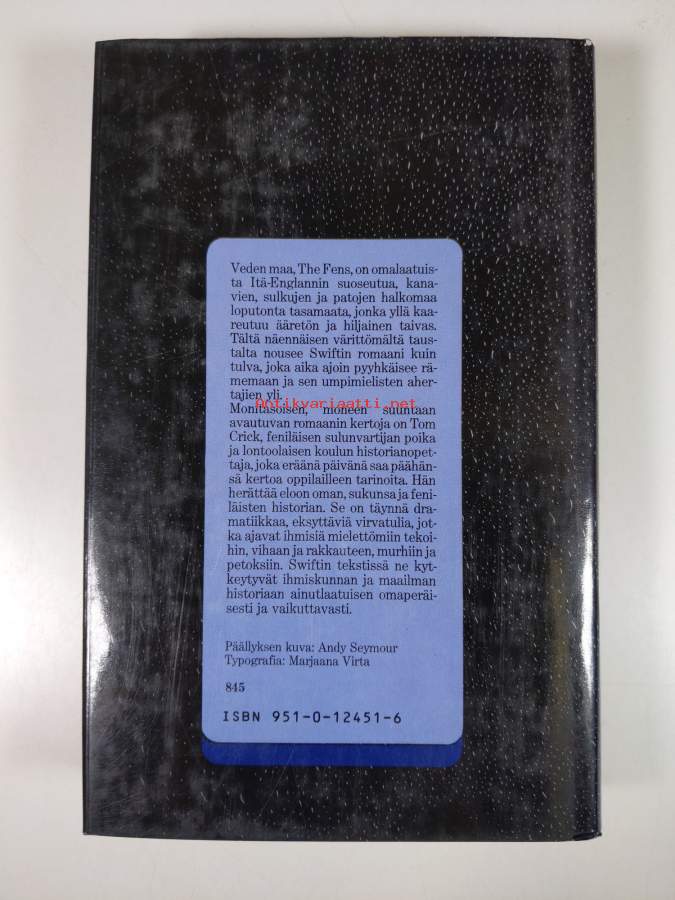 Veden maa, The Fens, on omalaatuis-
ta Itä-Englannin suoseutua, kana-
vien, sulkujen ja patojen halkomaa
loputonta tasamaata, jonka yllä kaa-
reutuu ääretön ja hiljainen taivas.
Tältä näennäisen värittömältä taus-
talta nousee Swiftin romaani kuin
tulva, joka aika ajoin pyyhkäisee rä-
memaan ja sen umpimielisten aher-
tajien yli.
Antikvariaatti.net
Monitasoisen, moneen suuntaan
avautuvan romaanin kertoja on Tom
Crick, feniläisen sulunvartijan poika
ja lontoolaisen koulun historianopet-
taja, joka eräänä päivänä saa päähän-
sä kertoa oppilailleen tarinoita. Hän
herättää eloon oman, sukunsa ja feni-
läisten historian. Se on täynnä dra-
matiikkaa, eksyttäviä virvatulia, jot-
ka ajavat ihmisiä mielettömiin tekoi-
hin, vihaan ja rakkauteen, murhiin ja
petoksiin. Swiftin tekstissä ne kyt-
keytyvät ihmiskunnan ja maailman
historiaan ainutlaatuisen omaperäi-
sesti ja vaikuttavasti.
Päällyksen kuva: Andy Seymour
Typografia: Marjaana Virta
845
ISBN 951-0-12451-6